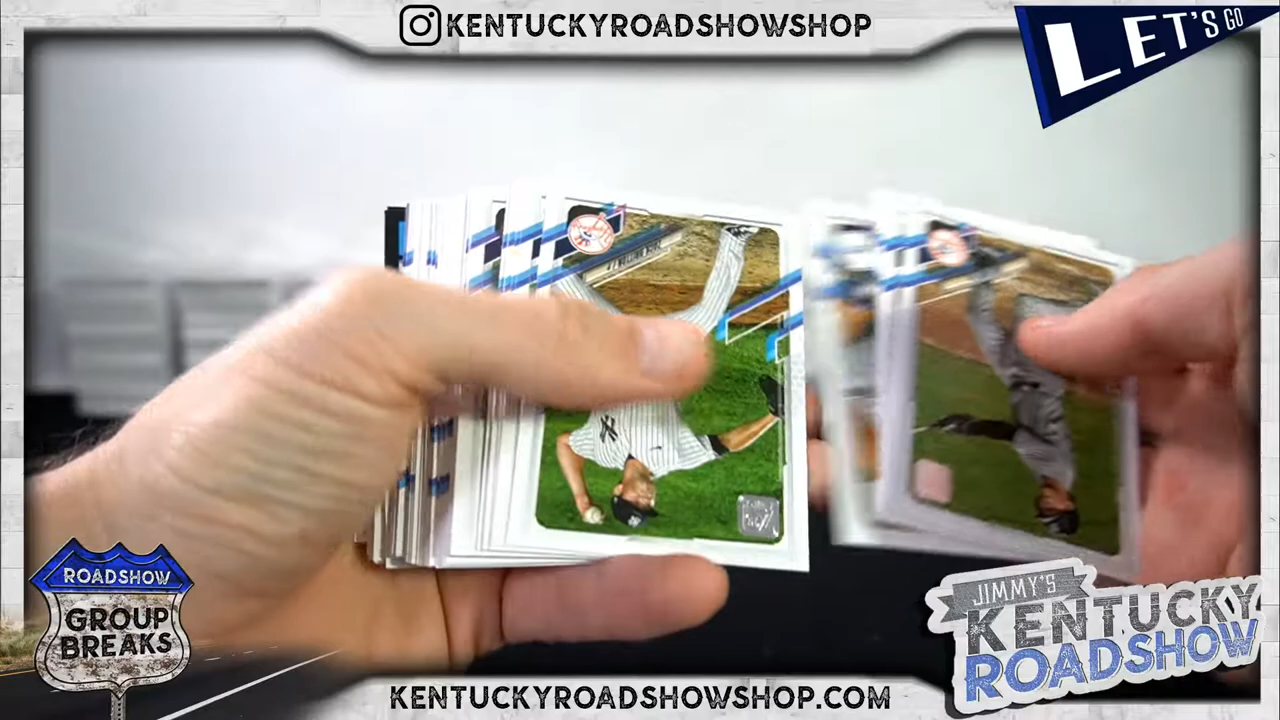 KENTUCKYROADSHOWSHOP
LET'S GO
ROADSHOW
GROUP
BREAKS
JIMMY'S
KENTUCKY
ROADSHOW
KENTUCKYROADSHOWSHOP.COM